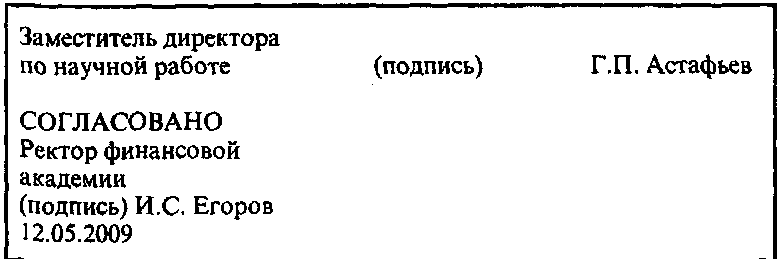 Заместитель директора
по научной работе (подпись) Г.П. Астафьев
СОГЛАСОВАНО
Ректор финансовой
академии
(подпись) И.С. Егоров
12.05.2009